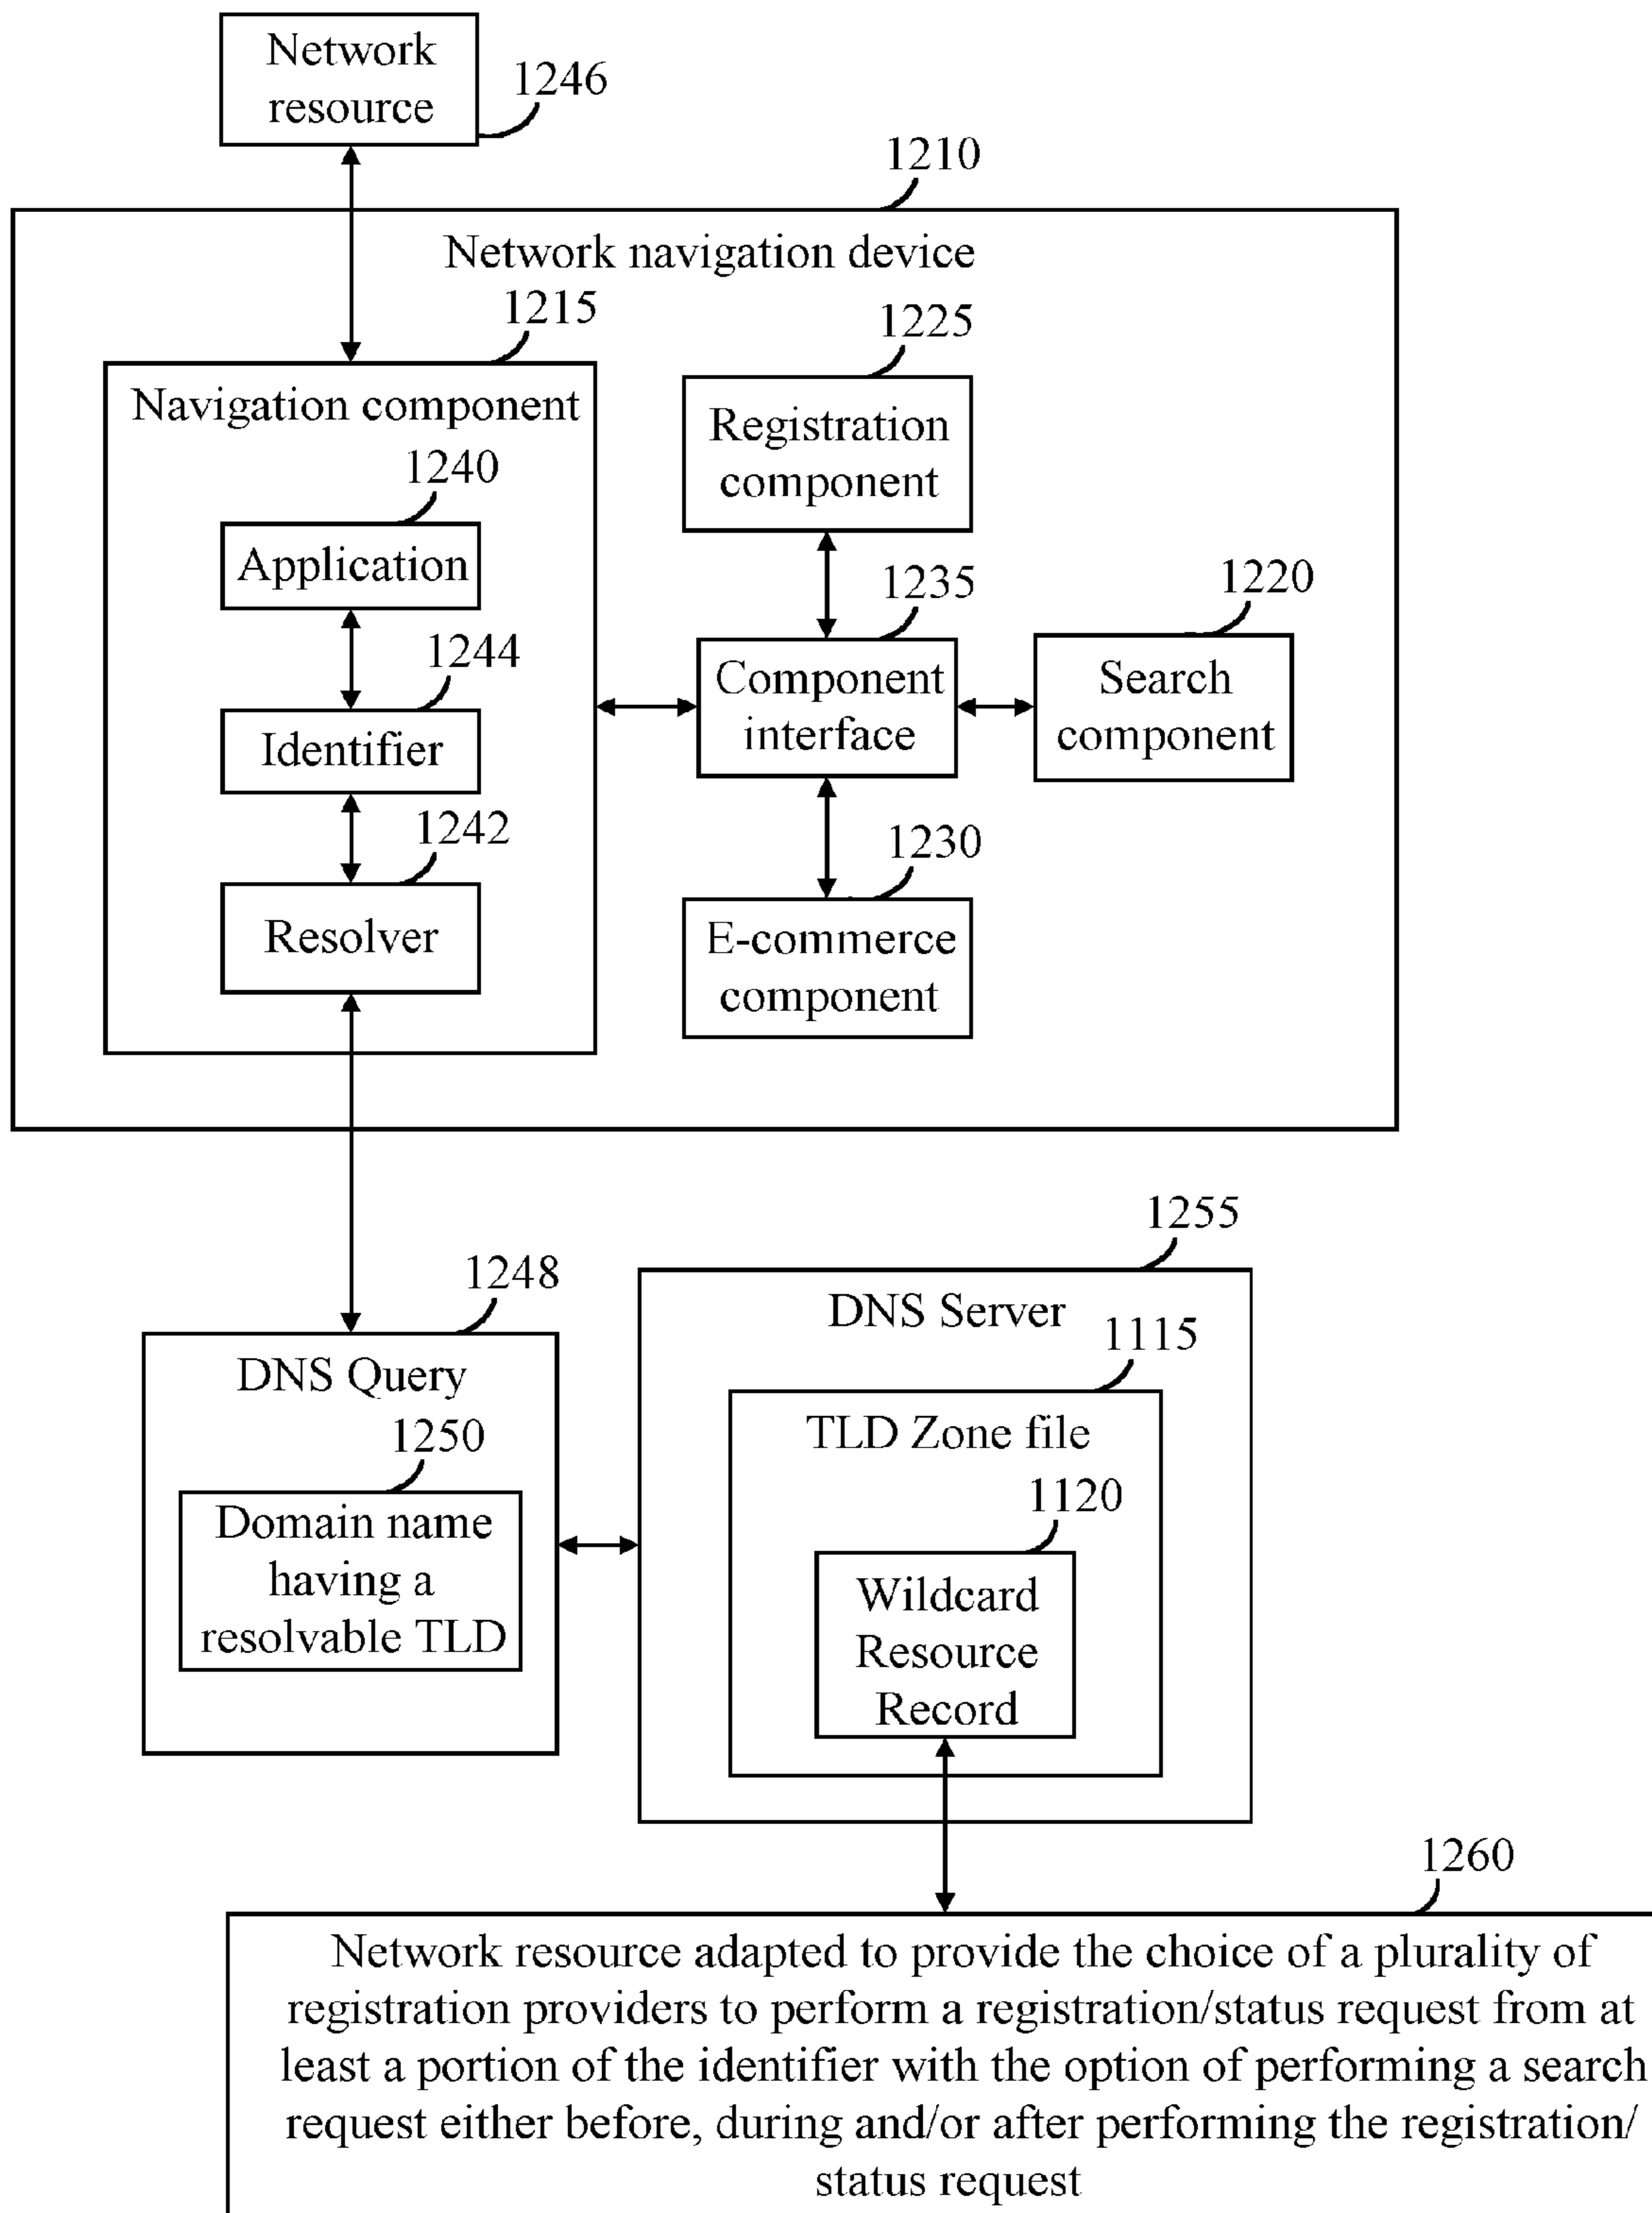 Network
resource
1246
1210
Network navigation device
1215
Navigation component
1240
Application
1244
Identifier
1242
Resolver
1225
Registration
component
1235
Component
interface
1220
Search
component
1230
E-commerce
component
1248
DNS Query
1250
Domain name
having a
resolvable TLD
1255
DNS Server
1115
TLD Zone file
1120
Wildcard
Resource
Record
1260
Network resource adapted to provide the choice of a plurality of
registration providers to perform a registration/status request from at
least a portion of the identifier with the option of performing a search
request either before, during and/or after performing the registration/
status request